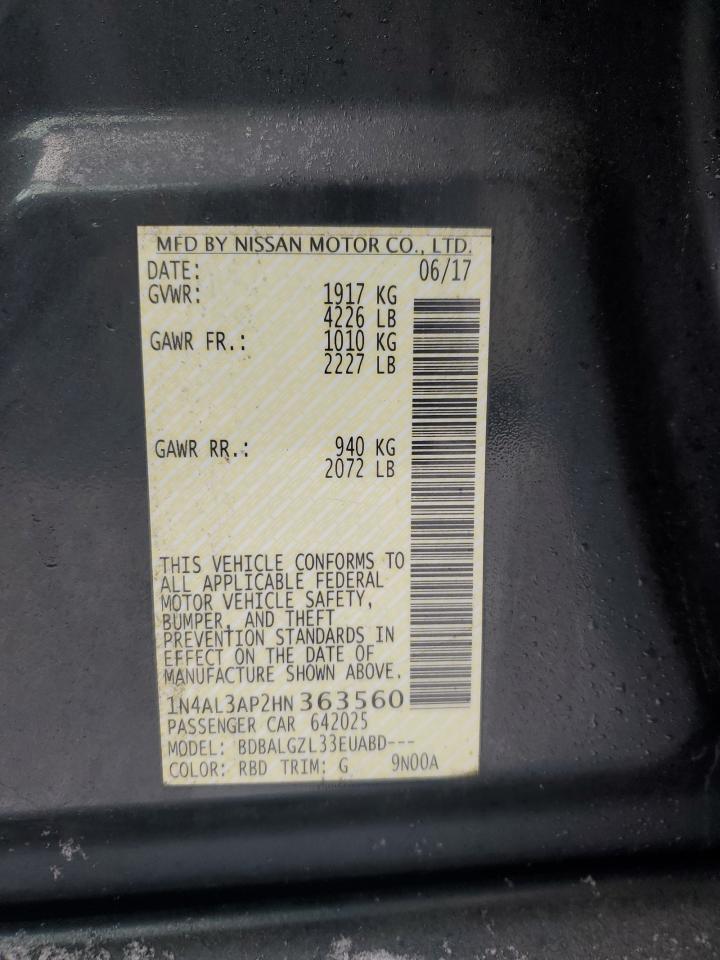 MFD BY NISSAN MOTOR CO., LTD.
DATE: 06/17
GVWR: 1917 KG
4226 LB
GAWR FR.: 1010 KG
2227 LB
GAWR RR.: 940 KG
2072 LB
THIS VEHICLE CONFORMS TO
ALL APPLICABLE FEDERAL
MOTOR VEHICLE SAFETY,
BUMPER, AND THEFT
PREVENTION STANDARDS IN
EFFECT ON THE DATE OF
MANUFACTURE SHOWN ABOVE.
1N4AL3AP2HN 363560
PASSENGER CAR 642025
MODEL: BDBALGZL33EUABD---
COLOR: RBD TRIM: G 9N00A